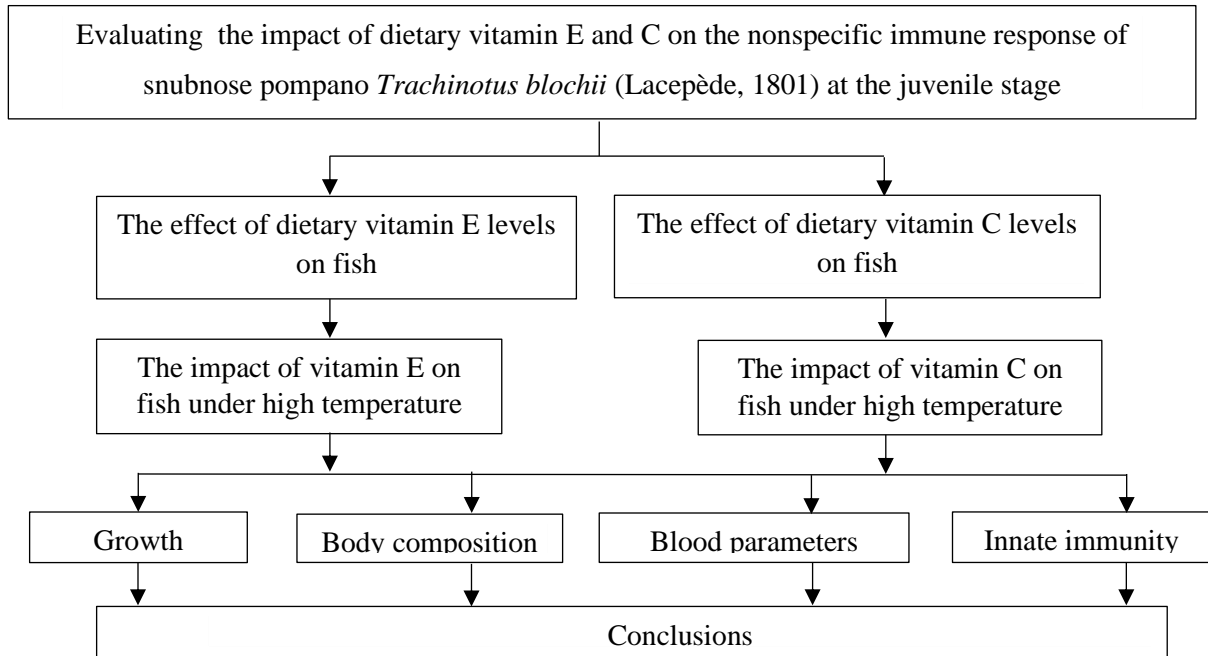 Evaluating the impact of dietary vitamin E and C on the nonspecific immune response of
snubnose pompano Trachinotus blochii (Lacepède, 1801) at the juvenile stage
The effect of dietary vitamin E levels
on fish
The effect of dietary vitamin C levels
on fish
The impact of vitamin E on
fish under high temperature
The impact of vitamin C on
fish under high temperature
Growth
Body composition
Blood parameters
Innate immunity
Conclusions